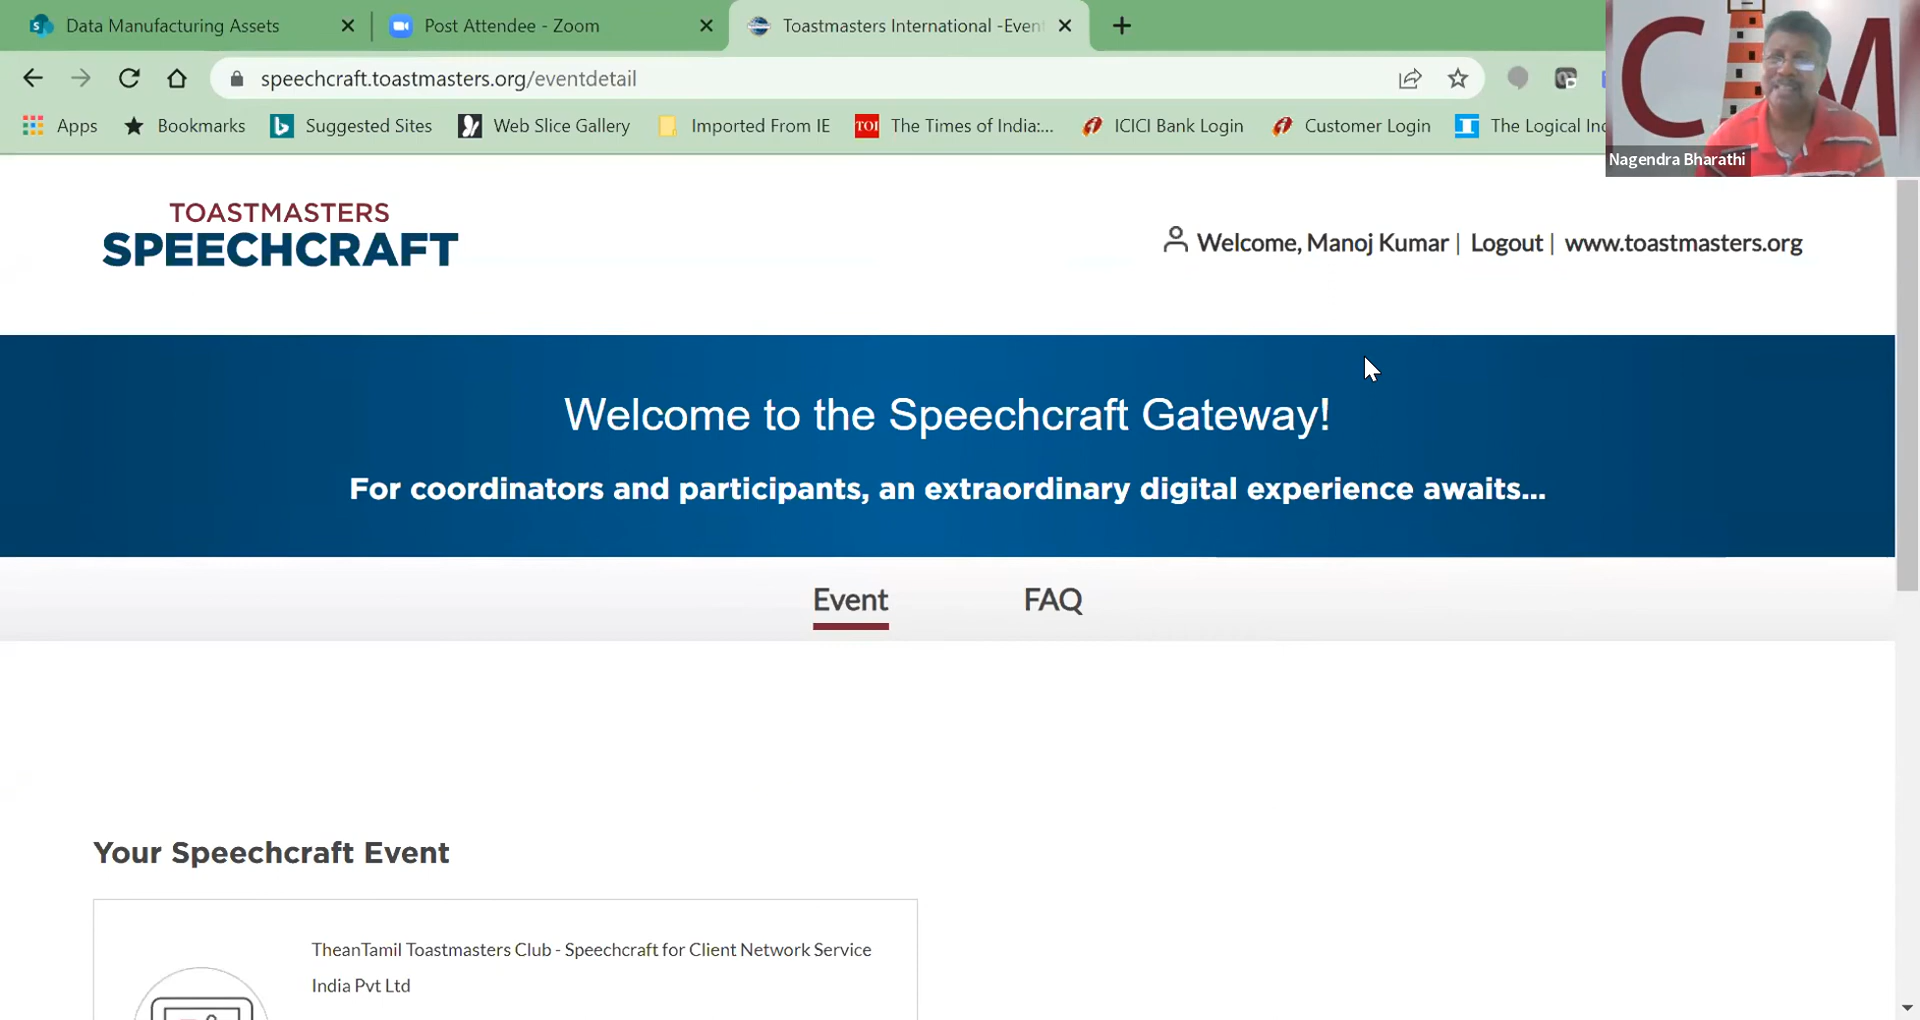 Data Manufacturing Assets
Post Attendee - Zoom
Toastmasters International -Event
speechcraft.toastmasters.org/eventdetail
Apps
Bookmarks
Suggested Sites
Web Slice Gallery
Imported From IE
TOI
The Times of India:...
ICICI Bank Login
Customer Login
The Logical
C M
Nagendra Bharathi
TOASTMASTERS
SPEECHCRAFT
Welcome, Manoj Kumar | Logout | www.toastmasters.org
Welcome to the Speechcraft Gateway!
For coordinators and participants, an extraordinary digital experience awaits...
Event
FAQ
Your Speechcraft Event
TheanTamil Toastmasters Club - Speechcraft for Client Network Service
India Pvt Ltd